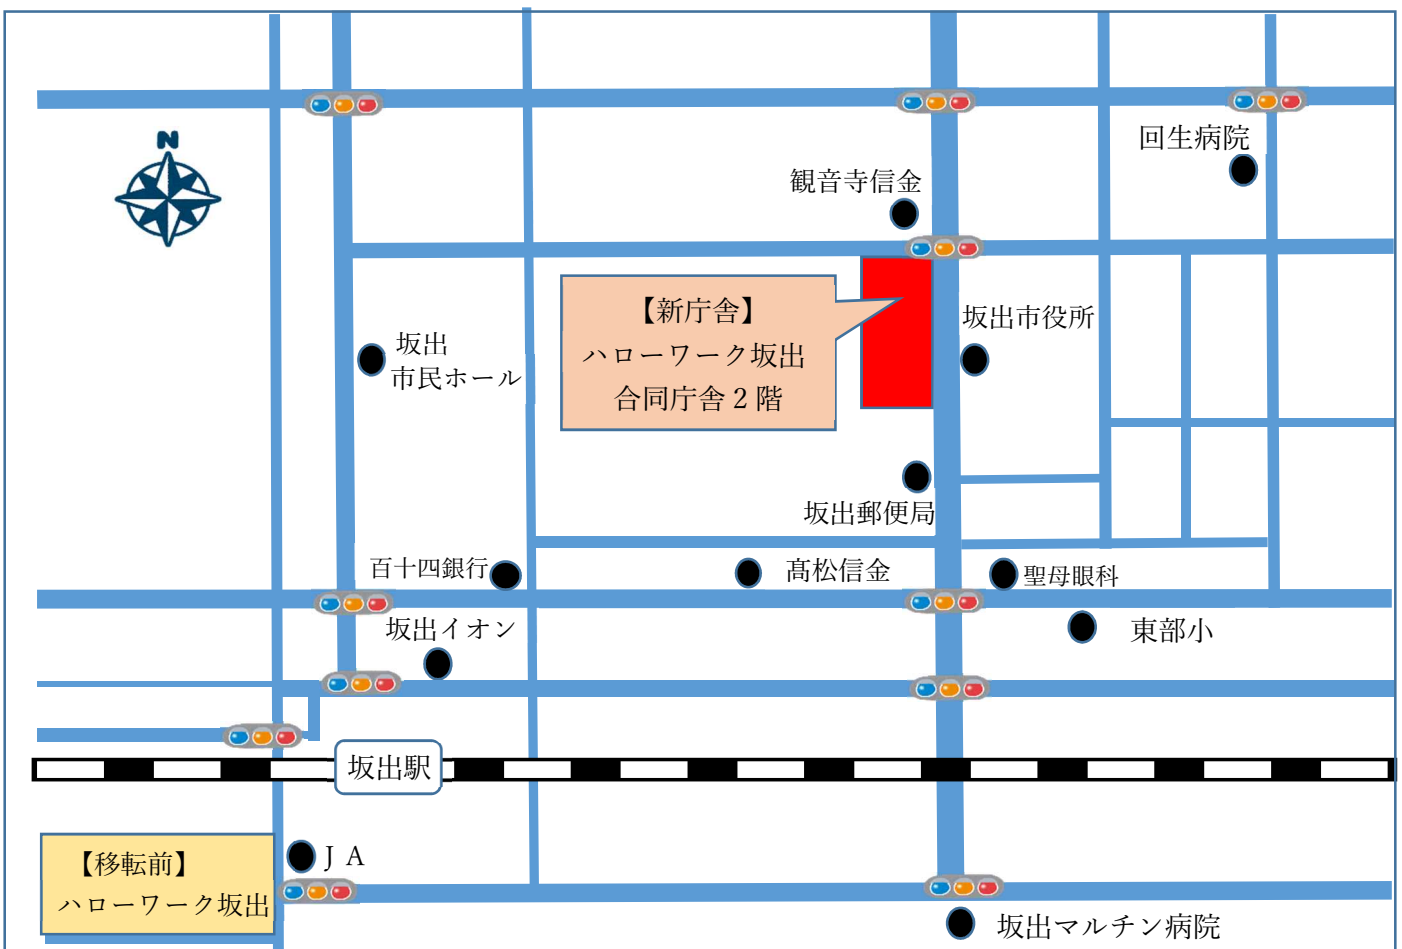 N
回生病院
観音寺信金
【新庁舎】
ハローワーク坂出
合同庁舎2階
坂出市役所
坂出
市民ホール
坂出郵便局
百十四銀行
髙松信金
聖母眼科
坂出イオン
東部小
坂出駅
【移転前】
ハローワーク坂出
ＪＡ
坂出マルチン病院